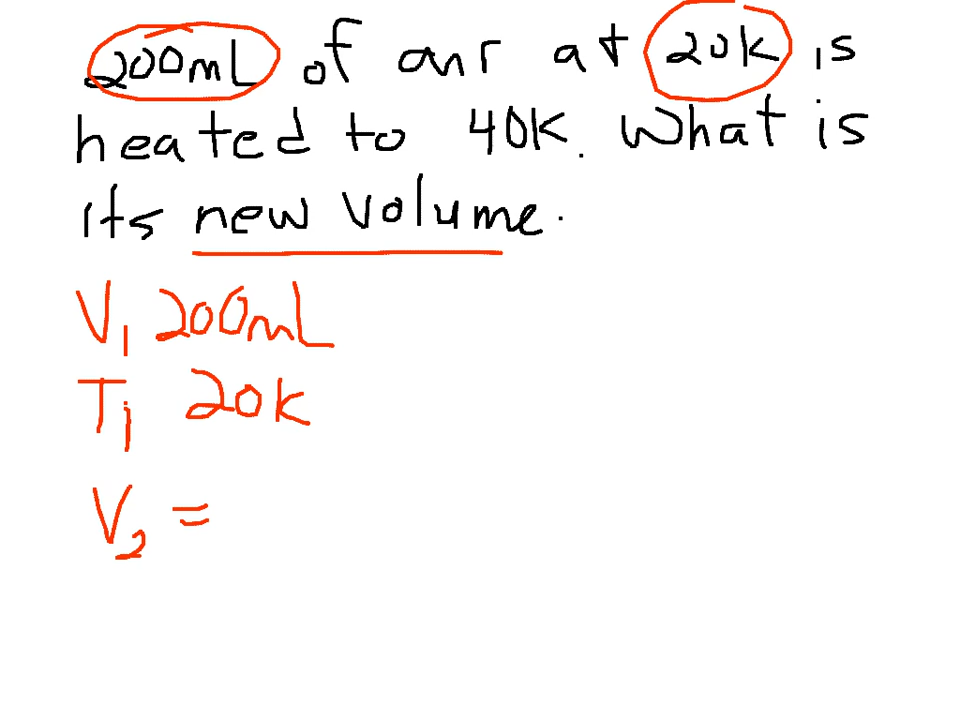 200mL of air at 20K is
heated to 40K. What is
its new volume.
V₁ 200mL
T₁ 20K
V₂ =